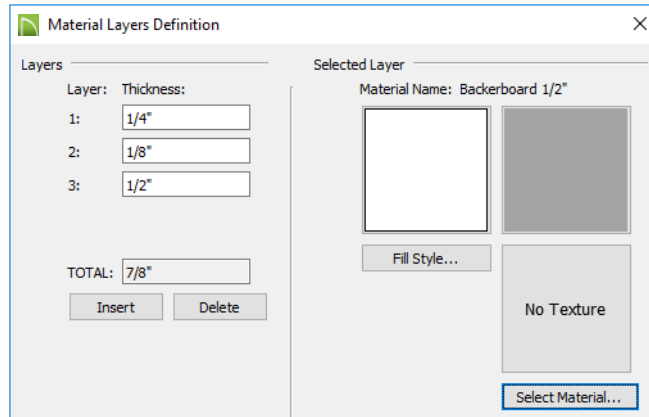 Material Layers Definition
Layers
Layer: Thickness:
1: 1/4"
2: 1/8"
3: 1/2"
TOTAL: 7/8"
Insert Delete
Selected Layer
Material Name: Backerboard 1/2"
Fill Style...
No Texture
Select Material...